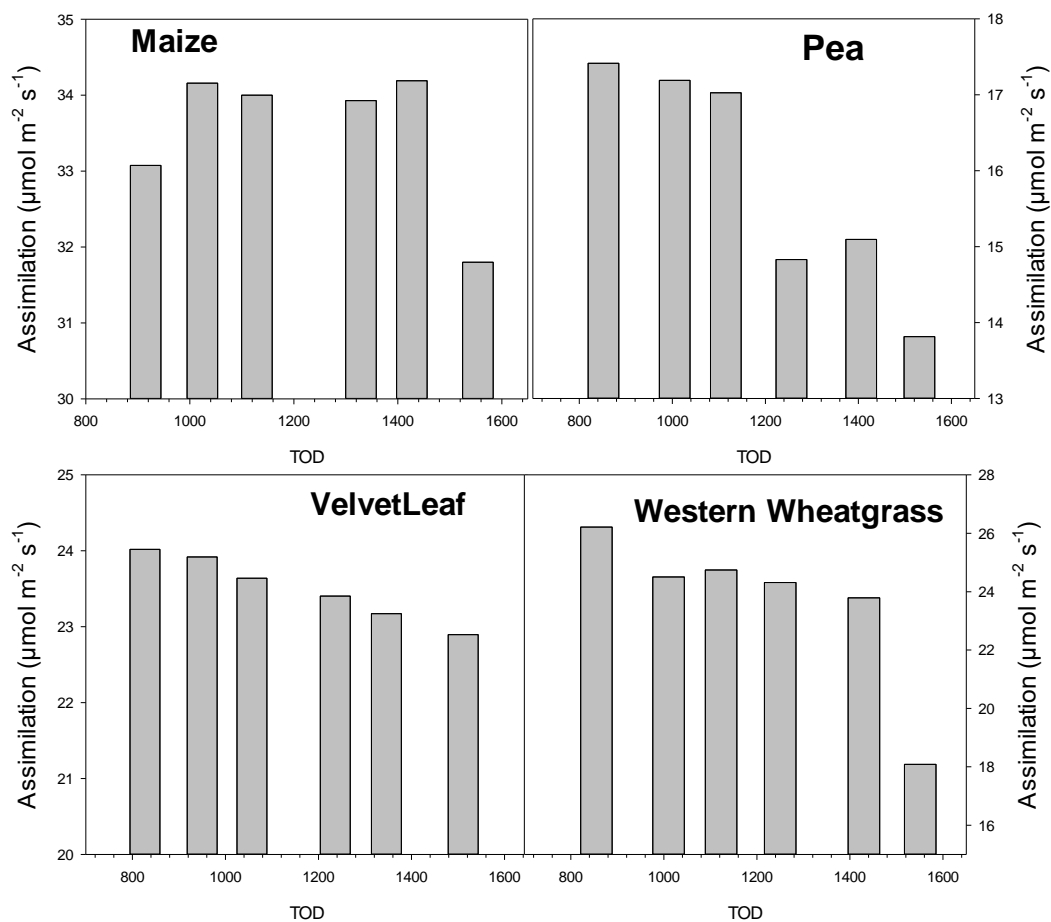 Maize
Assimilation (µmol m-2 s-1)
35
34
33
32
31
30
800 1000 1200 1400 1600
TOD
Pea
18
17
16
15
14
13
Assimilation (µmol m-2 s-1)
800 1000 1200 1400 1600
TOD
VelvetLeaf
Assimilation (µmol m-2 s-1)
25
24
23
22
21
20
800 1000 1200 1400 1600
TOD
Western Wheatgrass
28
26
24
22
20
18
16
Assimilation (µmol m-2 s-1)
800 1000 1200 1400 1600
TOD